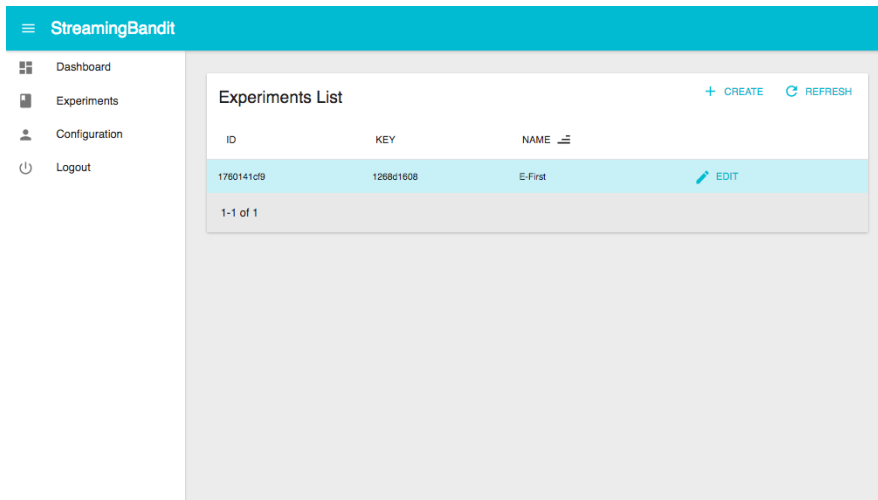 StreamingBandit
Dashboard
Experiments
Configuration
Logout
Experiments List
CREATE REFRESH
ID KEY NAME
1760141cf9 1268d1608 E-First EDIT
1-1 of 1